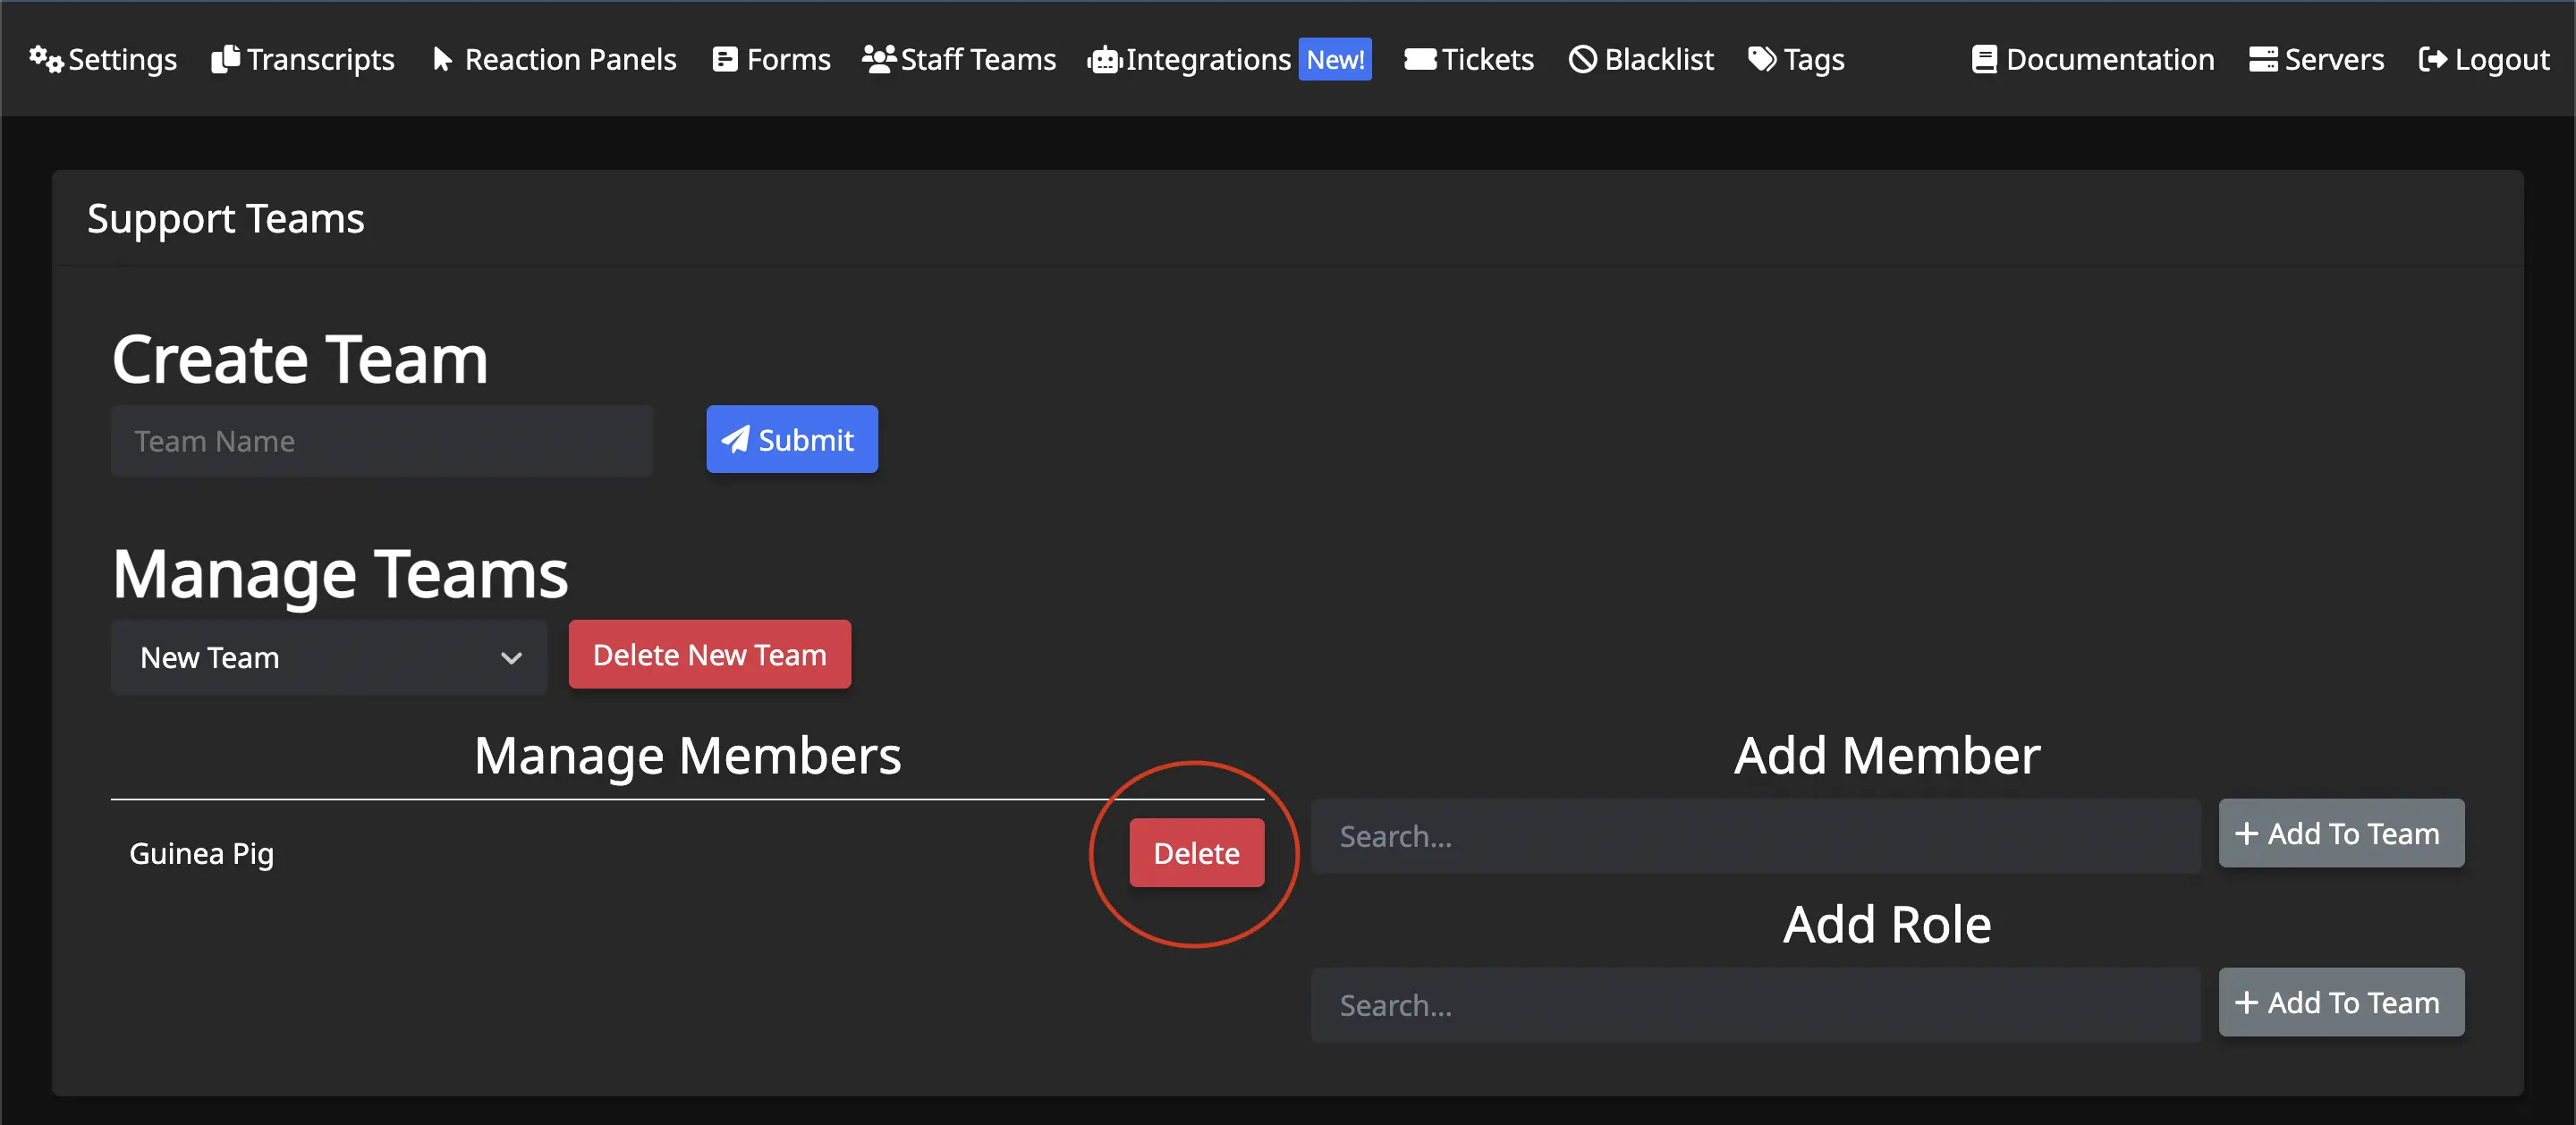 Settings Transcripts Reaction Panels Forms Staff Teams Integrations New! Tickets Blacklist Tags Documentation Servers Logout
Support Teams
Create Team
Team Name Submit
Manage Teams
New Team Delete New Team
Manage Members
Guinea Pig Delete
Add Member
Search... + Add To Team
Add Role
Search... + Add To Team